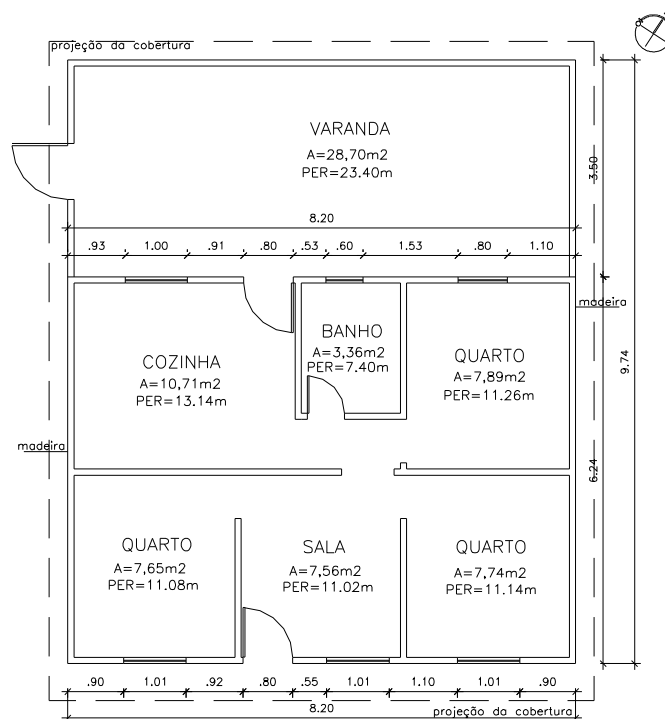 projeção da cobertura
VARANDA
A=28,70m2
PER=23.40m
3.50
8.20
.93 1.00 .91 .80 .53 .60 1.53 .80 1.10
madeira
BANHO
A=3,36m2
PER=7.40m
COZINHA
A=10,71m2
PER=13.14m
QUARTO
A=7,89m2
PER=11.26m
9.74
madeira
6.24
QUARTO
A=7,65m2
PER=11.08m
SALA
A=7,56m2
PER=11.02m
QUARTO
A=7,74m2
PER=11.14m
.90 1.01 .92 .80 .55 1.01 1.10 1.01 .90
8.20
projeção da cobertura